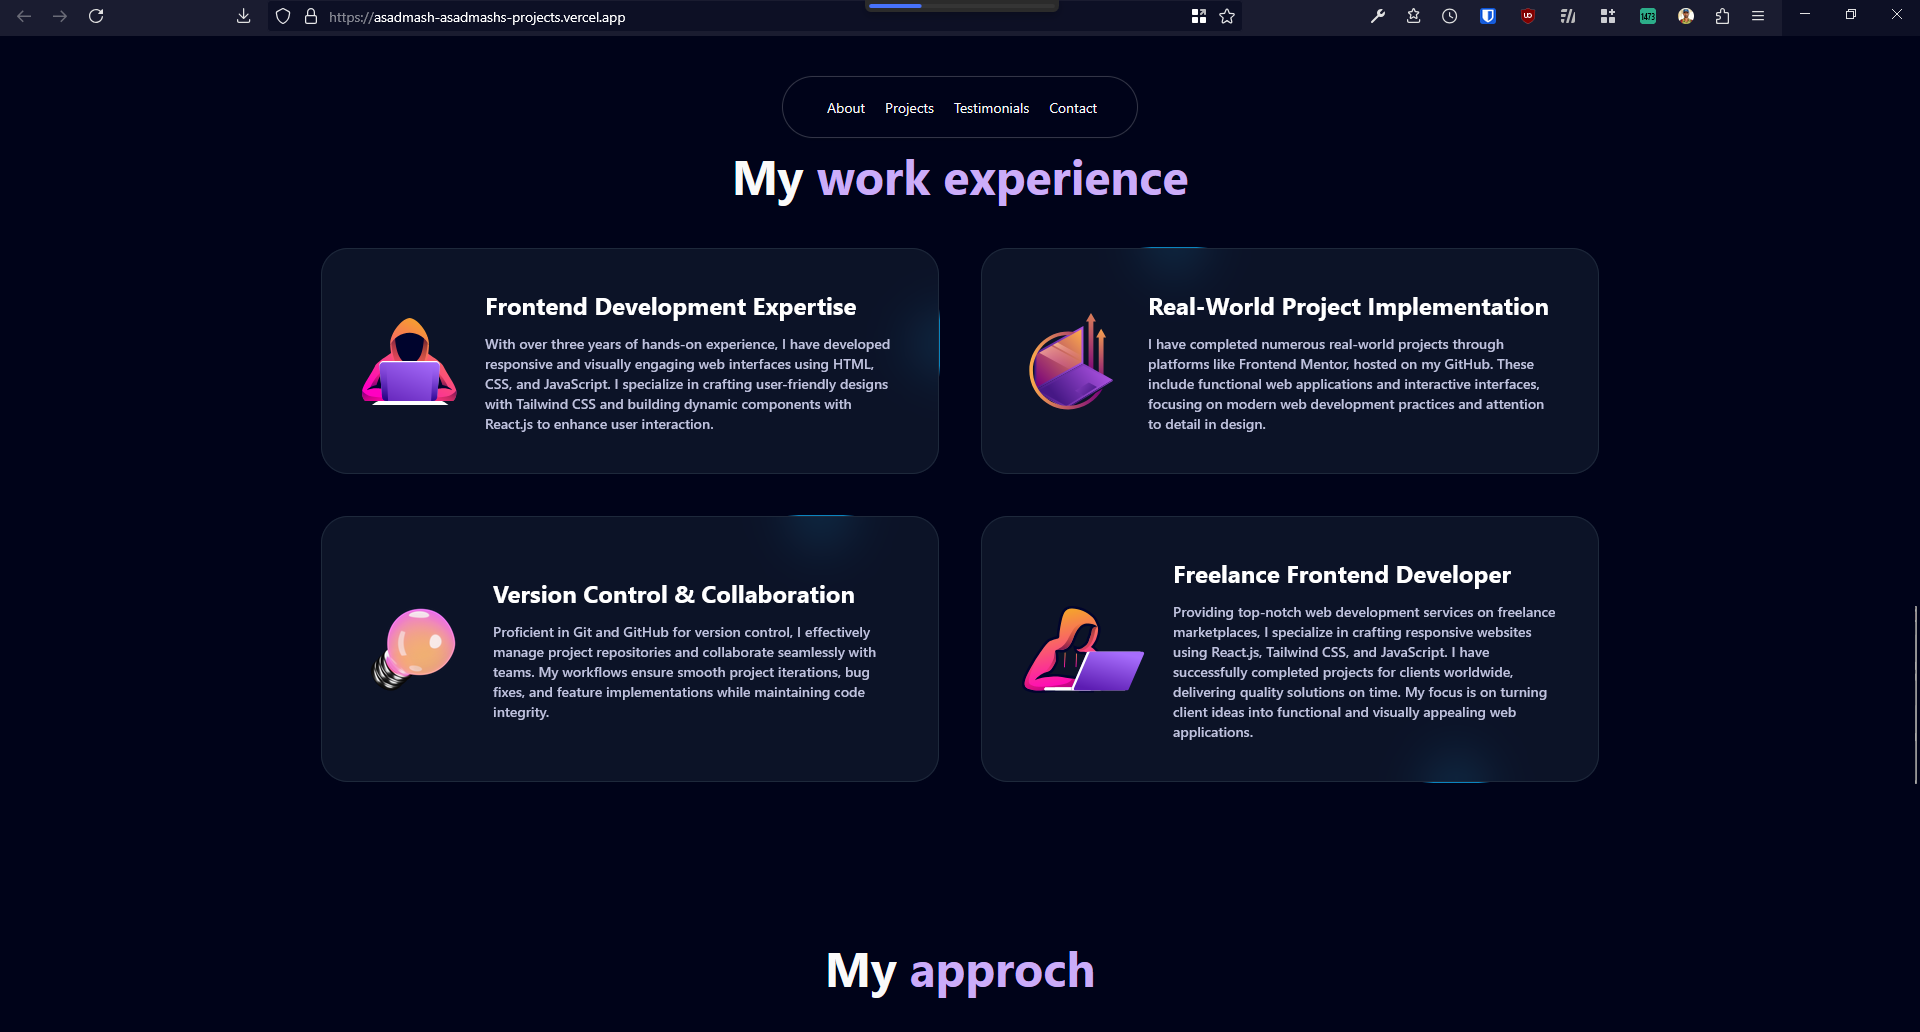 https://asadmash-asadmashs-projects.vercel.app
1473
About Projects Testimonials Contact
My work experience
Frontend Development Expertise
With over three years of hands-on experience, I have developed
responsive and visually engaging web interfaces using HTML,
CSS, and JavaScript. I specialize in crafting user-friendly designs
with Tailwind CSS and building dynamic components with
React.js to enhance user interaction.
Real-World Project Implementation
I have completed numerous real-world projects through
platforms like Frontend Mentor, hosted on my GitHub. These
include functional web applications and interactive interfaces,
focusing on modern web development practices and attention
to detail in design.
Version Control & Collaboration
Proficient in Git and GitHub for version control, I effectively
manage project repositories and collaborate seamlessly with
teams. My workflows ensure smooth project iterations, bug
fixes, and feature implementations while maintaining code
integrity.
Freelance Frontend Developer
Providing top-notch web development services on freelance
marketplaces, I specialize in crafting responsive websites
using React.js, Tailwind CSS, and JavaScript. I have
successfully completed projects for clients worldwide,
delivering quality solutions on time. My focus is on turning
client ideas into functional and visually appealing web
applications.
My approch